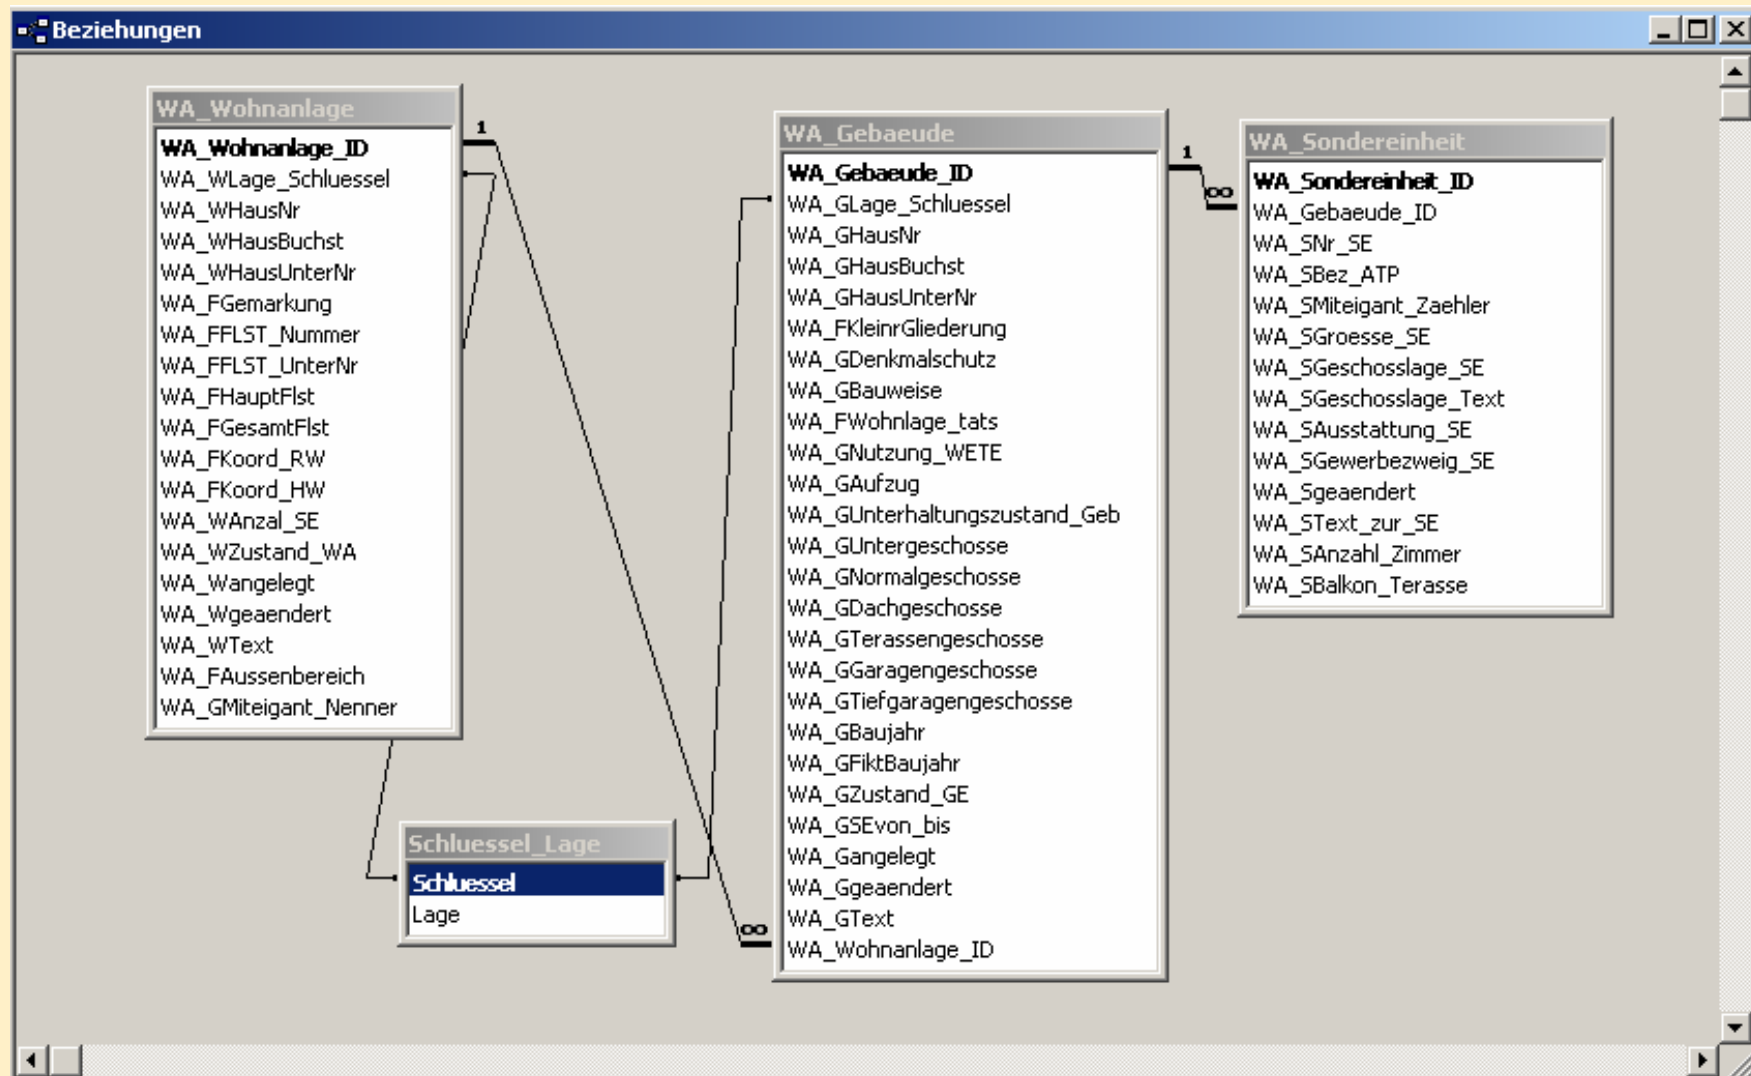 Beziehungen
WA_Wohnanlage
WA_Wohnanlage_ID
WA_WLage_Schluessel
WA_WHausNr
WA_WHausBuchst
WA_WHausUnterNr
WA_FGemarkung
WA_FFLST_Nummer
WA_FFLST_UnterNr
WA_FHauptFlst
WA_FGesamtFlst
WA_FKoord_RW
WA_FKoord_HW
WA_WAnzal_SE
WA_WZustand_WA
WA_Wangelegt
WA_Wgeaendert
WA_WText
WA_FAussenbereich
WA_GMiteigant_Nenner
1
Schluessel_Lage
Schluessel
Lage
∞
WA_Gebaeude
WA_Gebaeude_ID
WA_GLage_Schluessel
WA_GHausNr
WA_GHausBuchst
WA_GHausUnterNr
WA_FKleinrGliederung
WA_GDenkmalschutz
WA_GBauweise
WA_FWohnlage_tats
WA_GNutzung_WETE
WA_GAufzug
WA_GUnterhaltungszustand_Geb
WA_GUntergeschosse
WA_GNormalgeschosse
WA_GDachgeschosse
WA_GTerassengeschosse
WA_GGaragengeschosse
WA_GTiefgaragengeschosse
WA_GBaujahr
WA_GFiktBaujahr
WA_GZustand_GE
WA_GSEvon_bis
WA_Gangelegt
WA_Ggeaendert
WA_GText
WA_Wohnanlage_ID
1
∞
WA_Sondereinheit
WA_Sondereinheit_ID
WA_Gebaeude_ID
WA_SNr_SE
WA_SBez_ATP
WA_SMiteigant_Zaehler
WA_SGroesse_SE
WA_SGeschosslage_SE
WA_SGeschosslage_Text
WA_SAusstattung_SE
WA_SGewerbezweig_SE
WA_Sgeaendert
WA_SText_zur_SE
WA_SAnzahl_Zimmer
WA_SBalkon_Terasse